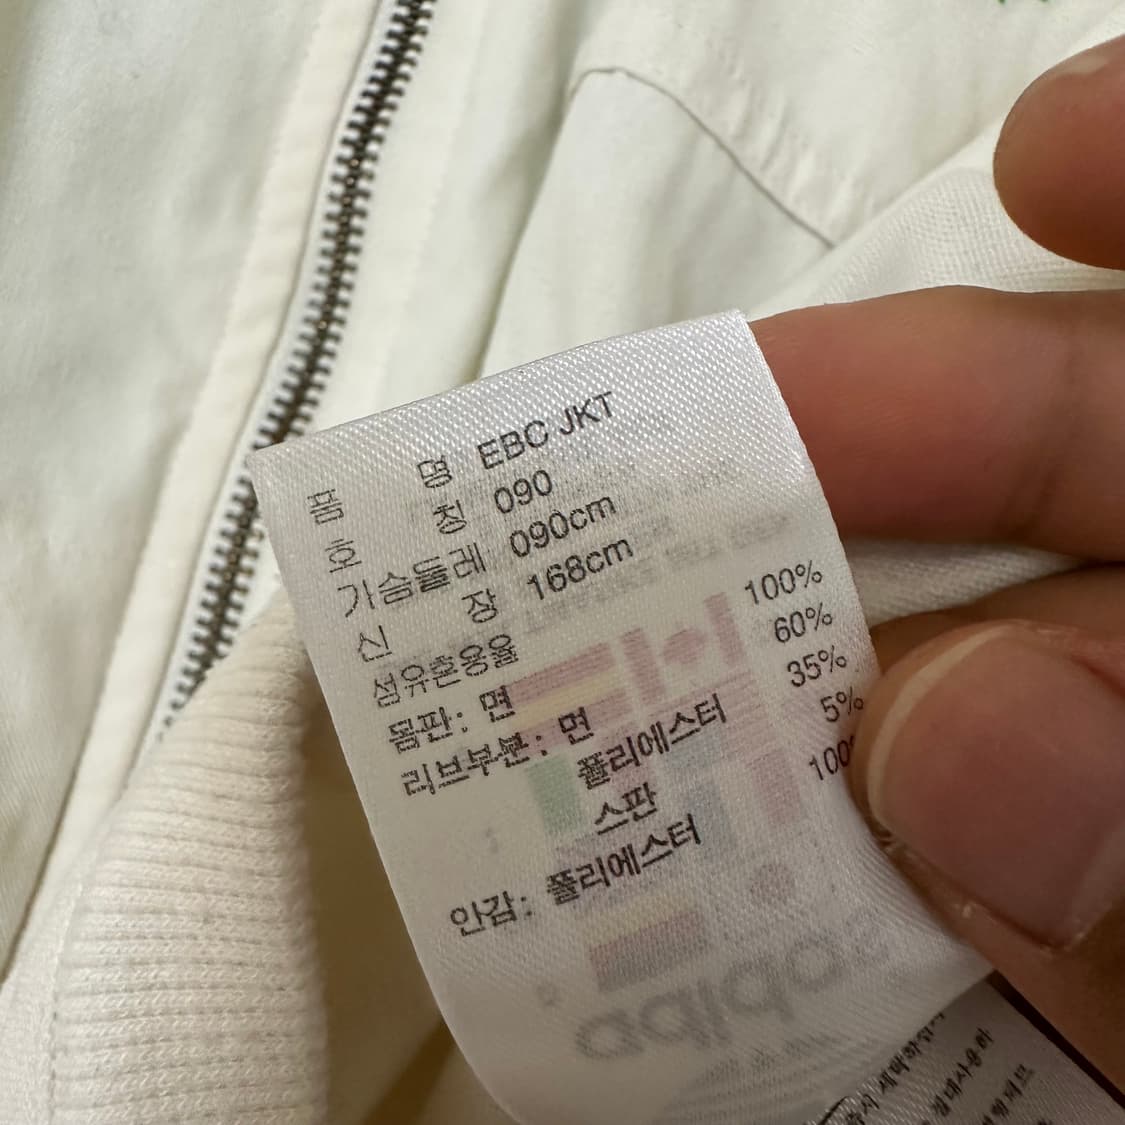 품 명 EBC JKT
호 칭 090
가슴둘레 090cm
신 장 168cm
섬유혼용율
몸판: 면 100%
리브부분: 면 60%
폴리에스터 35%
스판 5%
안감: 폴리에스터 100
adidas